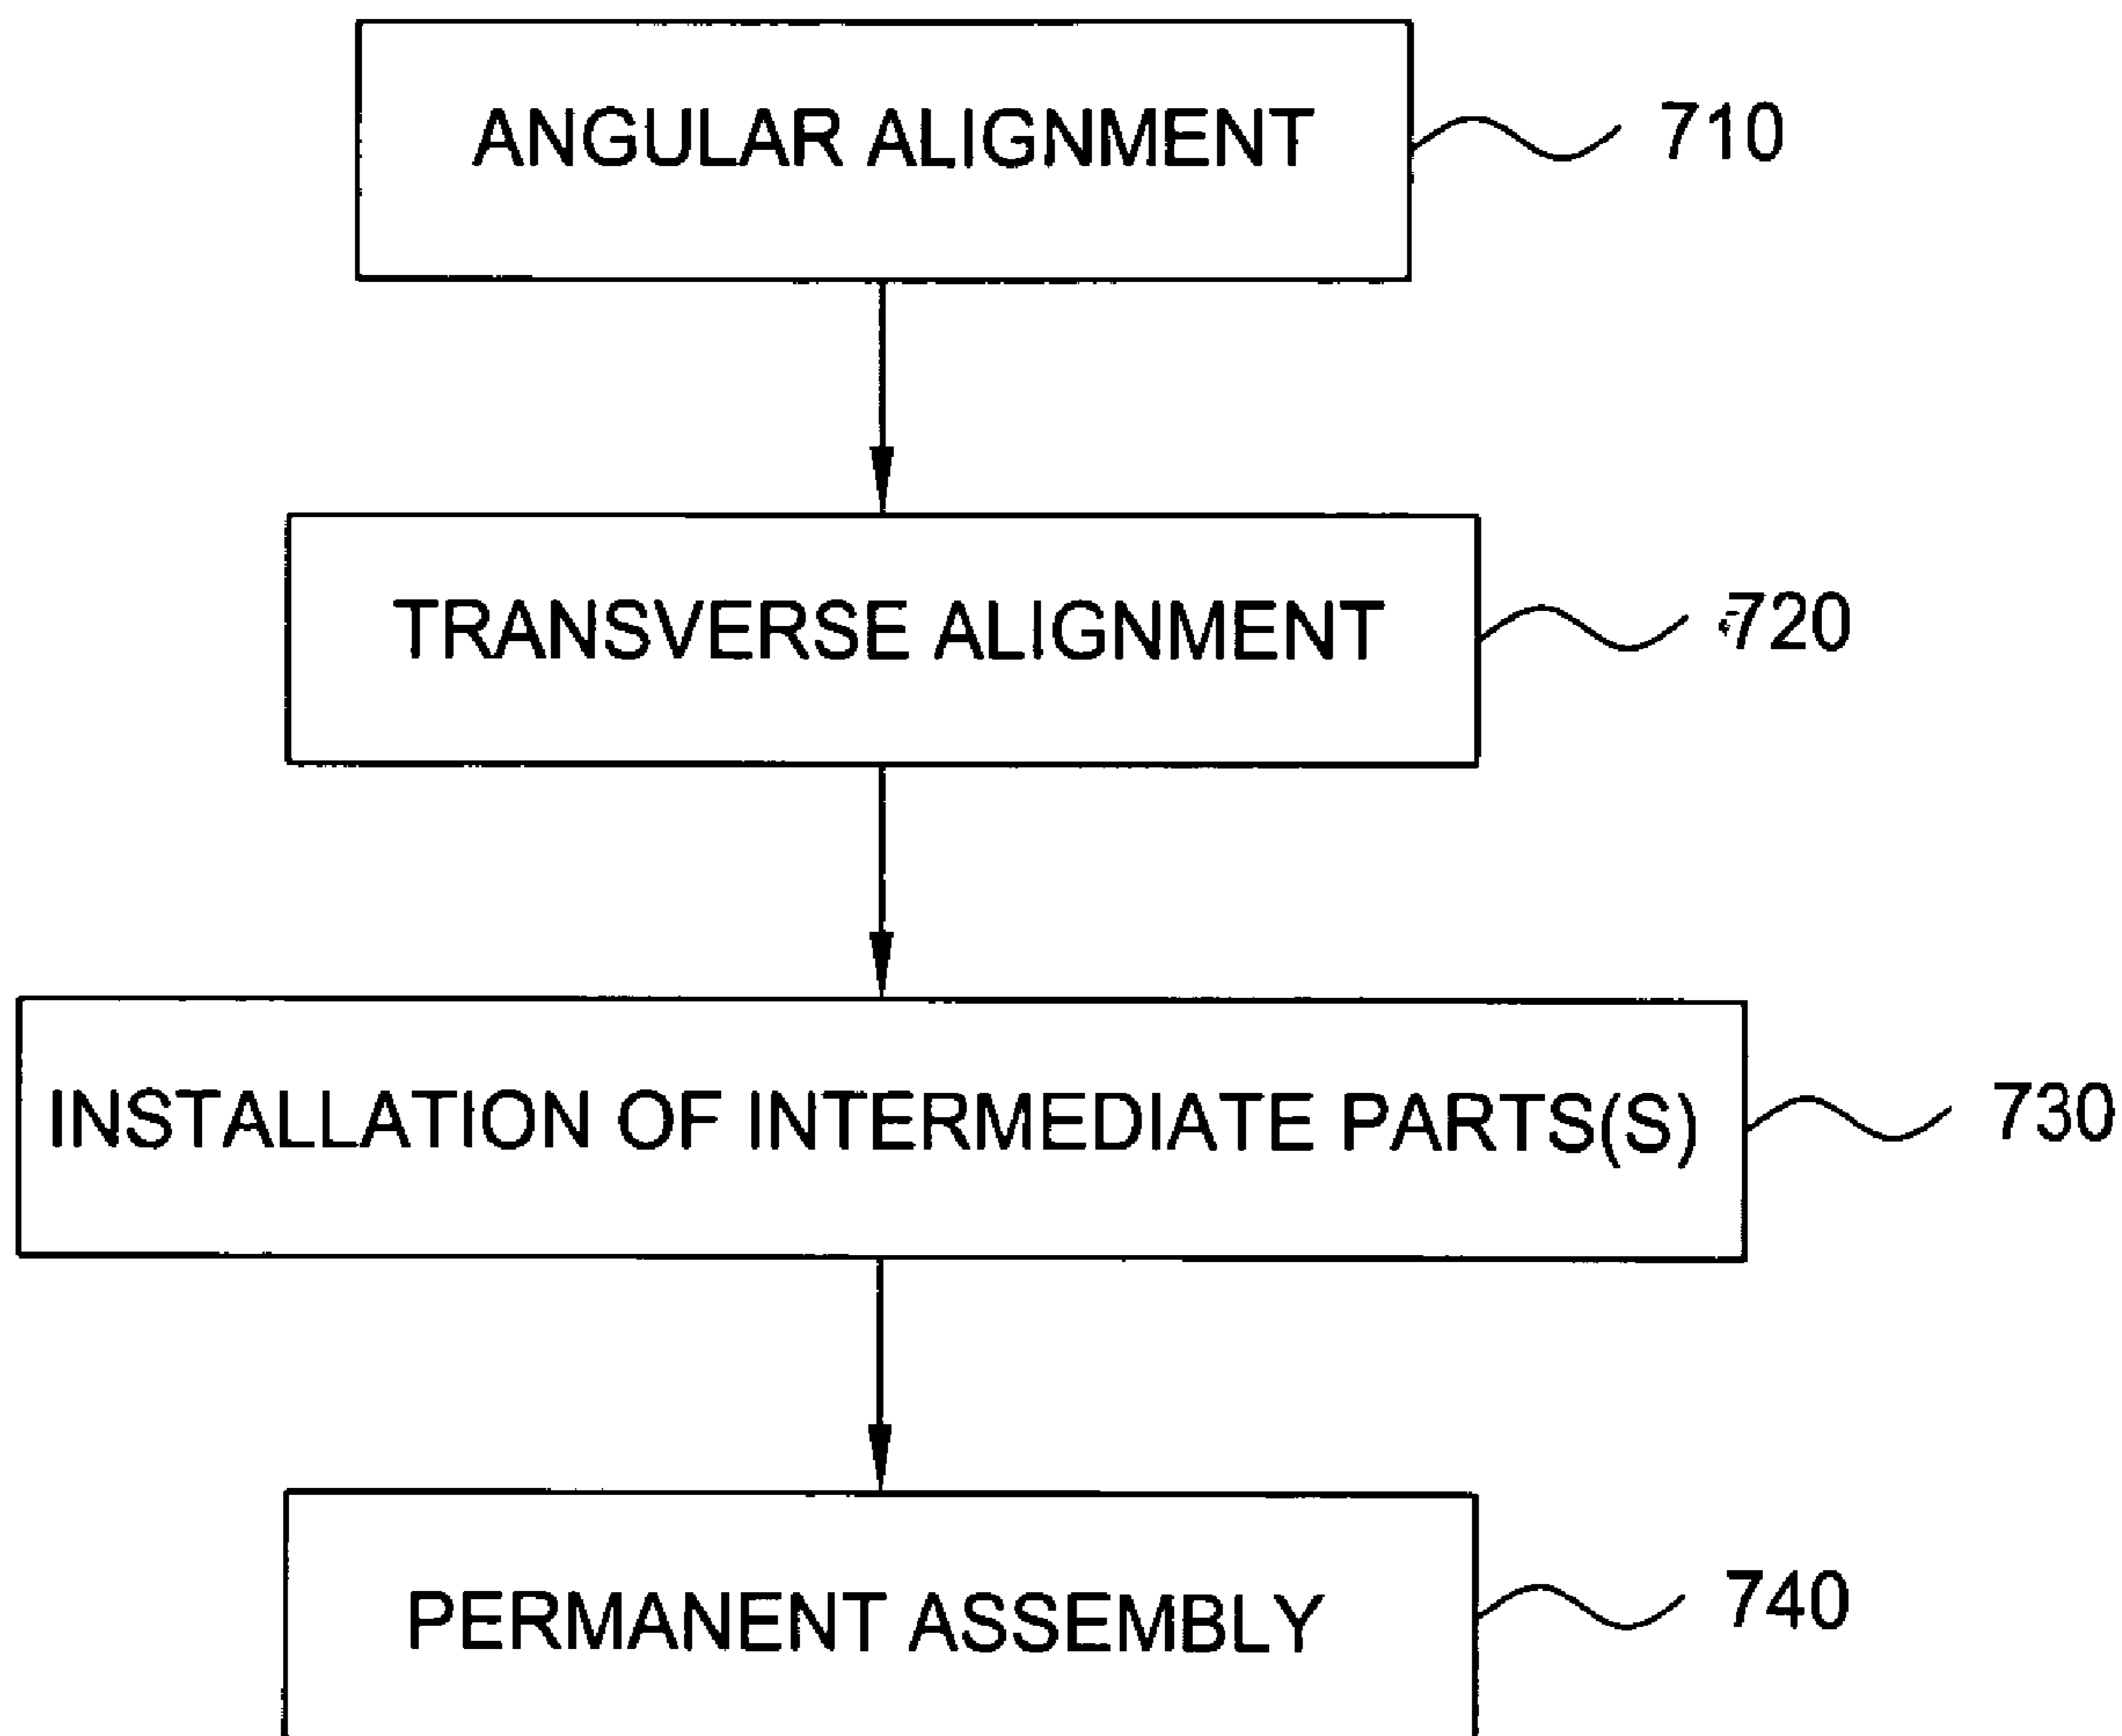 ANGULAR ALIGNMENT 710
TRANSVERSE ALIGNMENT 720
INSTALLATION OF INTERMEDIATE PARTS(S) 730
PERMANENT ASSEMBLY 740